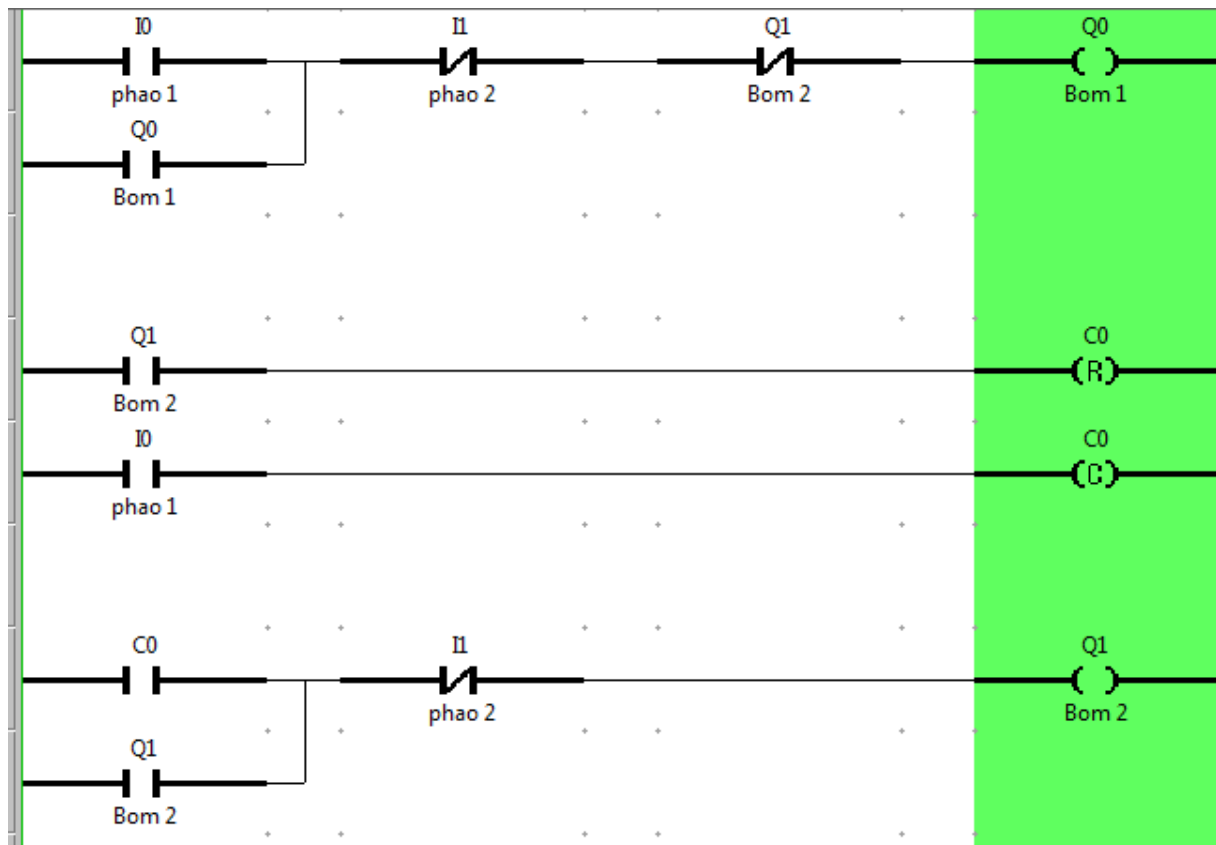 I0 I1 Q1 Q0
phao 1 phao 2 Bom 2 Bom 1
Q0
Bom 1
Q1 C0
R
Bom 2
I0 C0
C
phao 1
C0 I1 Q1
phao 2 Bom 2
Q1
Bom 2